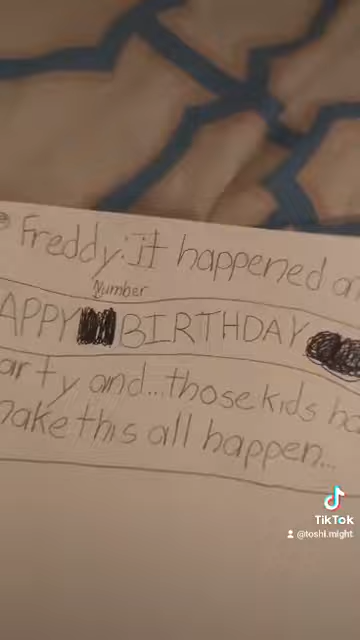 Freddy: it happened a
Number
APPY BIRTHDAY
arty and...those kids ha
make this all happen...
TikTok
@toshi.might